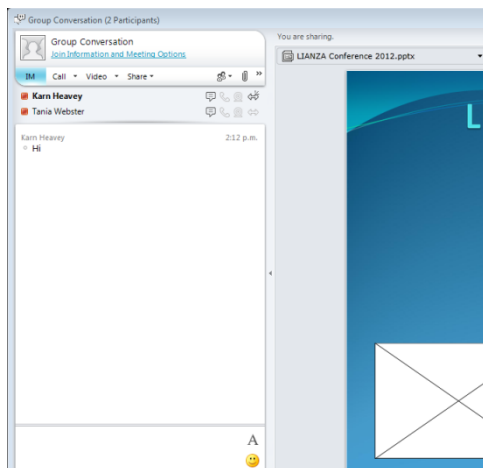 Group Conversation (2 Participants)
Group Conversation
Join Information and Meeting Options
IM Call Video Share
Karn Heavey
Tania Webster
Karn Heavey 2:12 p.m.
Hi
A
You are sharing.
LIANZA Conference 2012.pptx
L